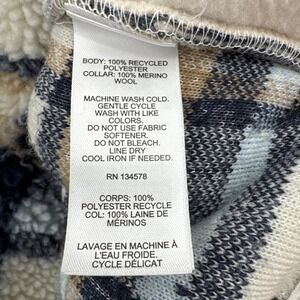 BODY: 100% RECYCLED
POLYESTER
COLLAR: 100% MERINO
WOOL
MACHINE WASH COLD.
GENTLE CYCLE
WASH WITH LIKE
COLORS.
DO NOT USE FABRIC
SOFTENER.
DO NOT BLEACH.
LINE DRY
COOL IRON IF NEEDED.
RN 134578
CORPS: 100%
POLYESTER RECYCLÉ
COL: 100% LAINE DE
MÉRINOS
LAVAGE EN MACHINE À
L'EAU FROIDE.
CYCLE DÉLICAT